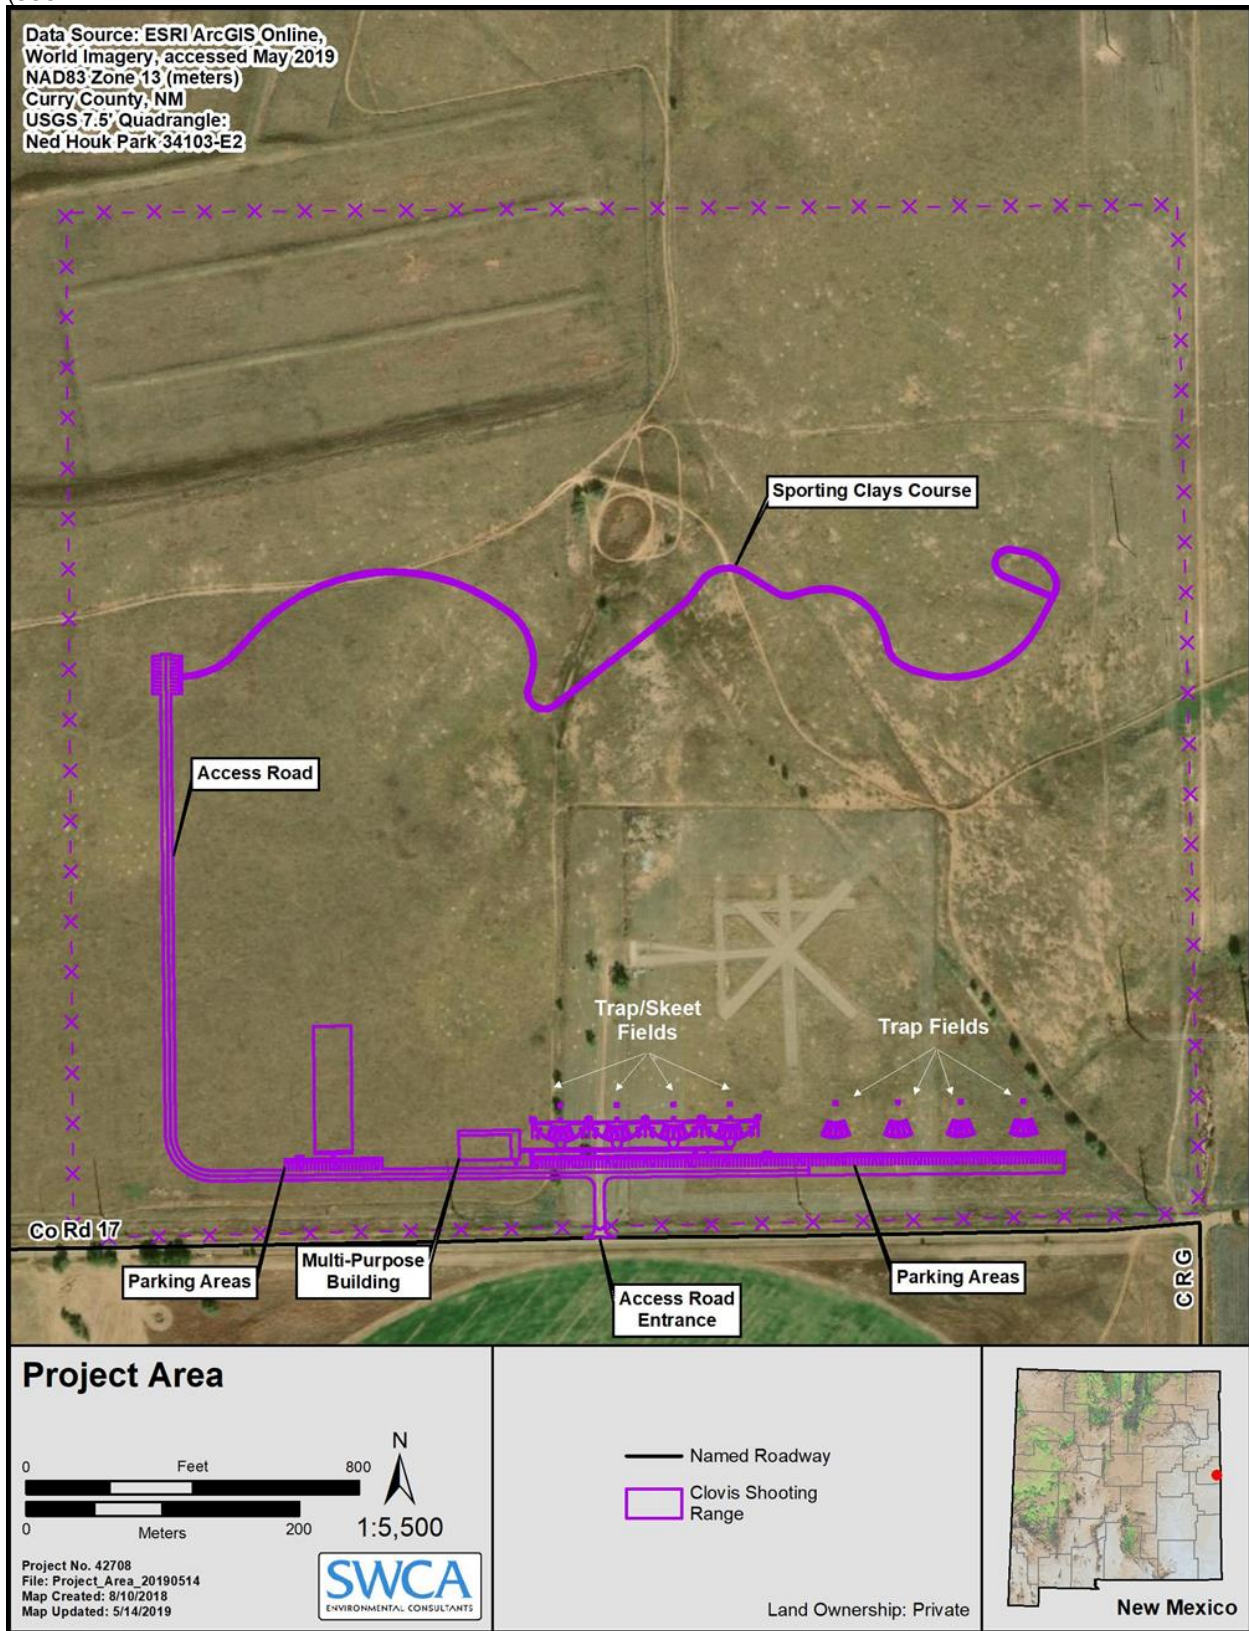 Data Source: ESRI ArcGIS Online,
World Imagery, accessed May 2019
NAD83 Zone 13 (meters)
Curry County, NM
USGS 7.5' Quadrangle:
Ned Houk Park 34103-E2
Sporting Clays Course
Access Road
Trap/Skeet
Fields
Trap Fields
Co Rd 17
Parking Areas
Multi-Purpose
Building
Access Road
Entrance
Parking Areas
C R G
Project Area
0 Feet 800
0 Meters 200
N
1:5,500
Project No. 42708
File: Project_Area_20190514
Map Created: 8/10/2018
Map Updated: 5/14/2019
SWCA
ENVIRONMENTAL CONSULTANTS
Named Roadway
Clovis Shooting
Range
Land Ownership: Private
New Mexico